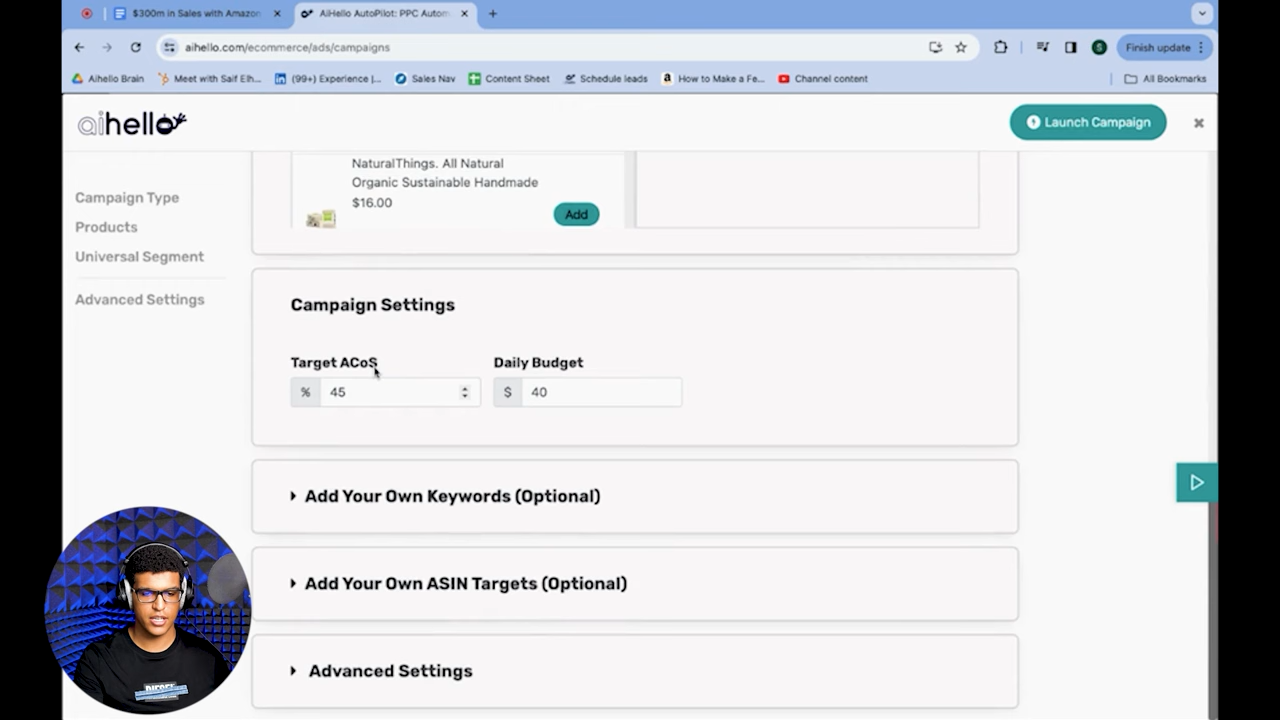 $300m in Sales with Amazon
AiHello AutoPilot: PPC Autom
aihello.com/ecommerce/ads/campaigns
S
Finish update
Aihello Brain
Meet with Saif Elh...
(99+) Experience |...
Sales Nav
Content Sheet
Schedule leads
How to Make a Fe...
Channel content
All Bookmarks
aihello
Launch Campaign
Campaign Type
Products
Universal Segment
Advanced Settings
NaturalThings. All Natural
Organic Sustainable Handmade
$16.00
Add
Campaign Settings
Target ACoS
Daily Budget
% 45
$ 40
Add Your Own Keywords (Optional)
Add Your Own ASIN Targets (Optional)
Advanced Settings
DIESEL